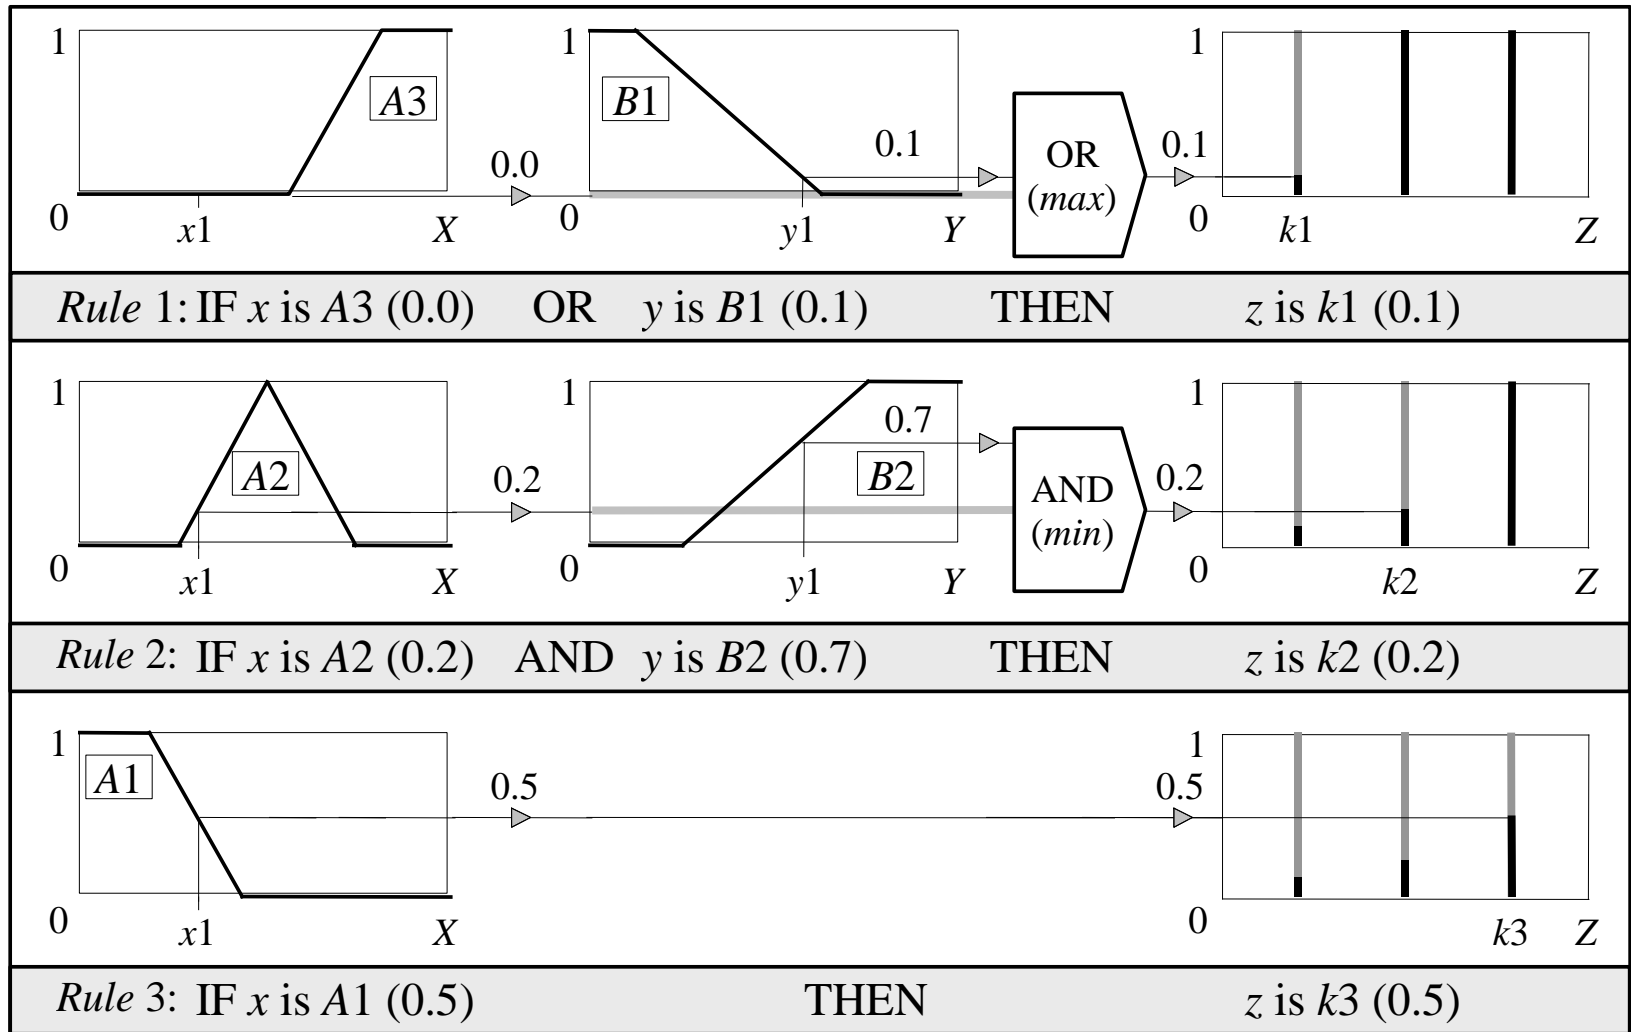 1 A3 0.0 1 B1 0.1 OR (max) 0.1 1
0 x1 X 0 y1 Y 0 k1 Z
Rule 1: IF x is A3 (0.0) OR y is B1 (0.1) THEN z is k1 (0.1)
1 A2 0.2 1 0.7 B2 AND (min) 0.2 1
0 x1 X 0 y1 Y 0 k2 Z
Rule 2: IF x is A2 (0.2) AND y is B2 (0.7) THEN z is k2 (0.2)
1 A1 0.5 1 0.5
0 x1 X 0 k3 Z
Rule 3: IF x is A1 (0.5) THEN z is k3 (0.5)